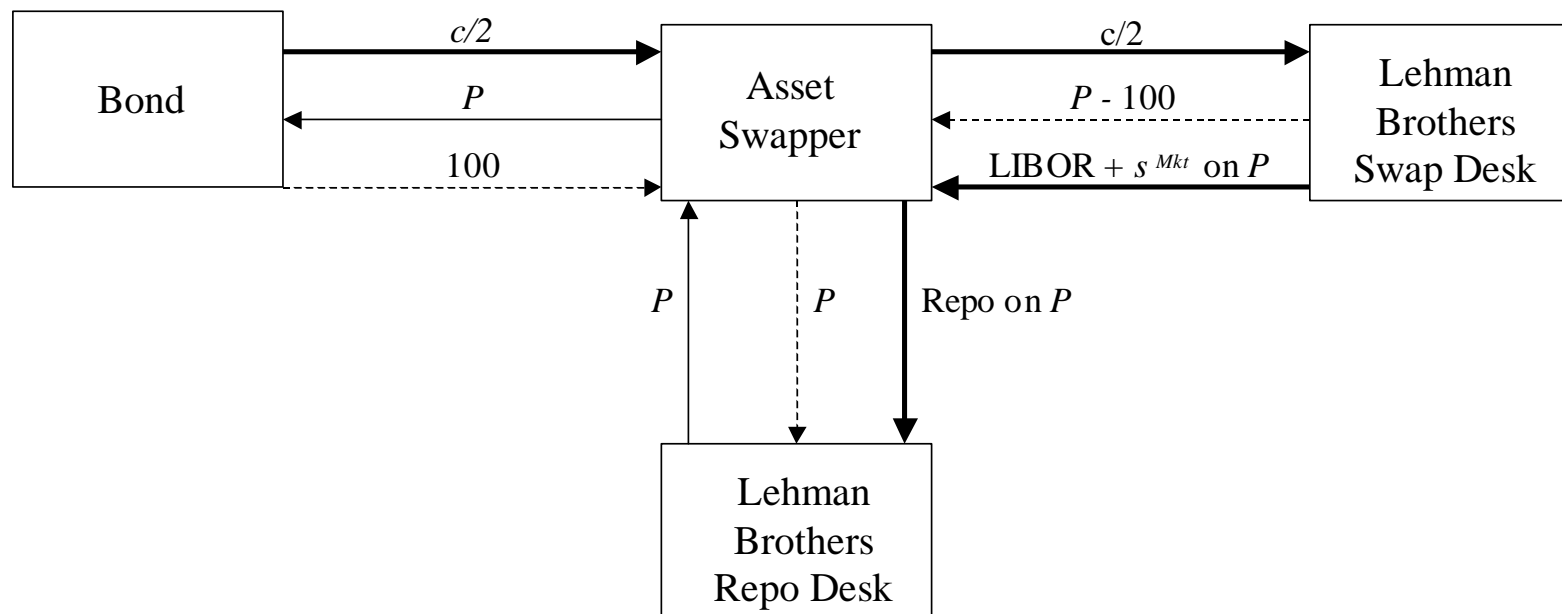 c/2
c/2
Bond
P
Asset
Swapper
P - 100
Lehman
Brothers
Swap Desk
100
LIBOR + s Mkt on P
P
P
Repo on P
Lehman
Brothers
Repo Desk